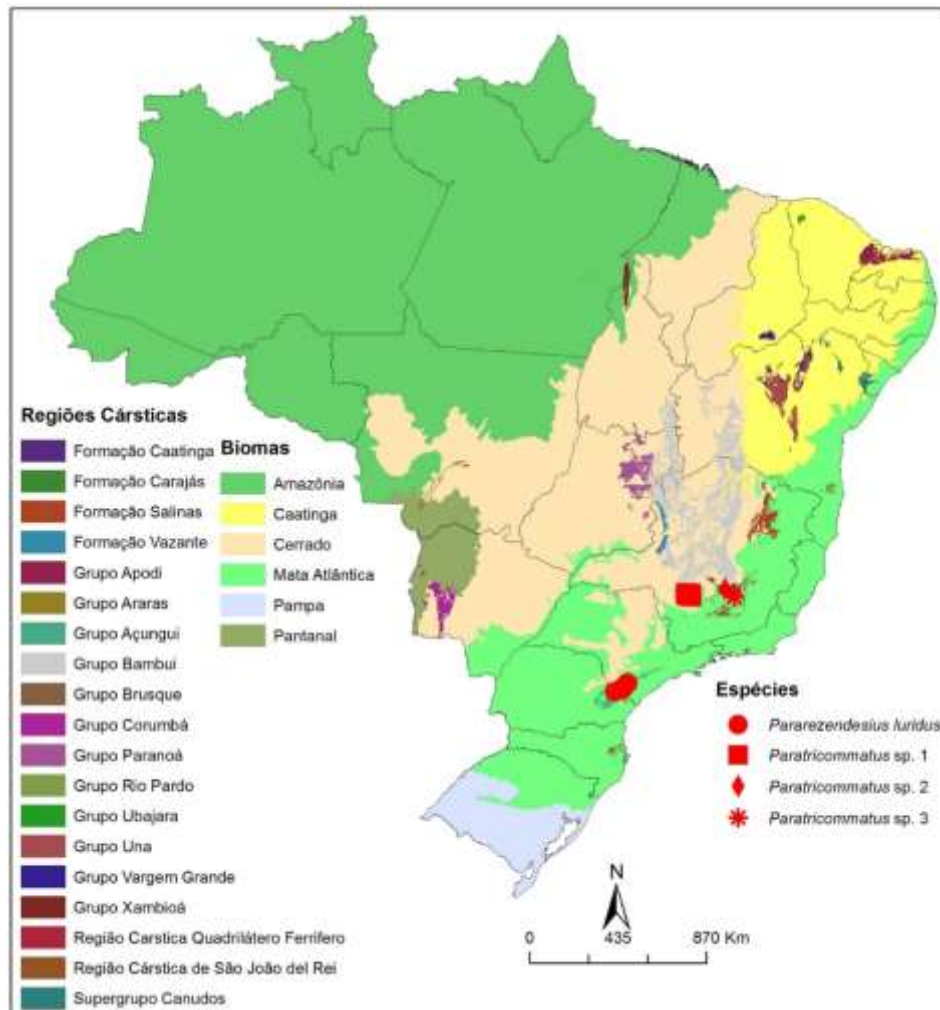 Regiões Cársticas
Formação Caatinga
Formação Carajás
Formação Salinas
Formação Vazante
Grupo Apodi
Grupo Araras
Grupo Açungui
Grupo Bambui
Grupo Brusque
Grupo Corumbá
Grupo Paranoá
Grupo Rio Pardo
Grupo Ubajara
Grupo Una
Grupo Vargem Grande
Grupo Xambioá
Região Carstica Quadrilátero Ferrifero
Região Cárstica de São João del Rei
Supergrupo Canudos
Biomas
Amazônia
Caatinga
Cerrado
Mata Atlântica
Pampa
Pantanal
Espécies
Pararezendesius luridus
Paratricommatus sp. 1
Paratricommatus sp. 2
Paratricommatus sp. 3
N
0 435 870 Km